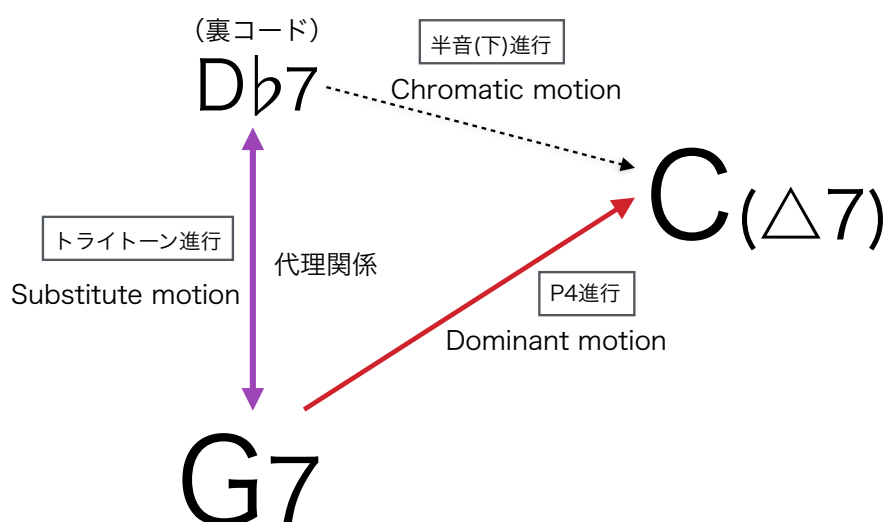 （裏コード）
D♭7
半音(下)進行
Chromatic motion
C(△7)
トライトーン進行
代理関係
Substitute motion
P4進行
Dominant motion
G7